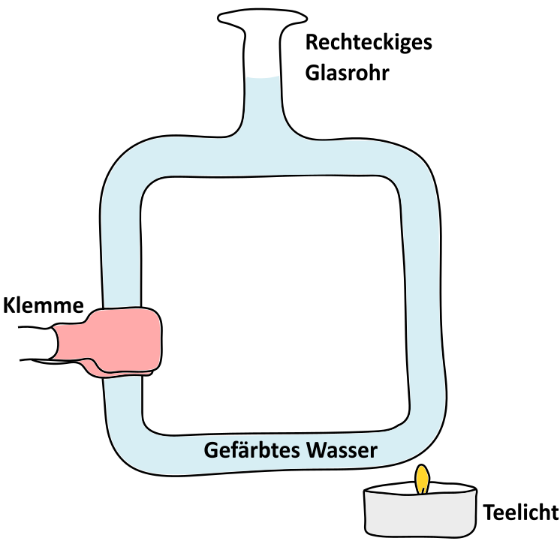 Rechteckiges
Glasrohr
Klemme
Gefärbtes Wasser
Teelicht